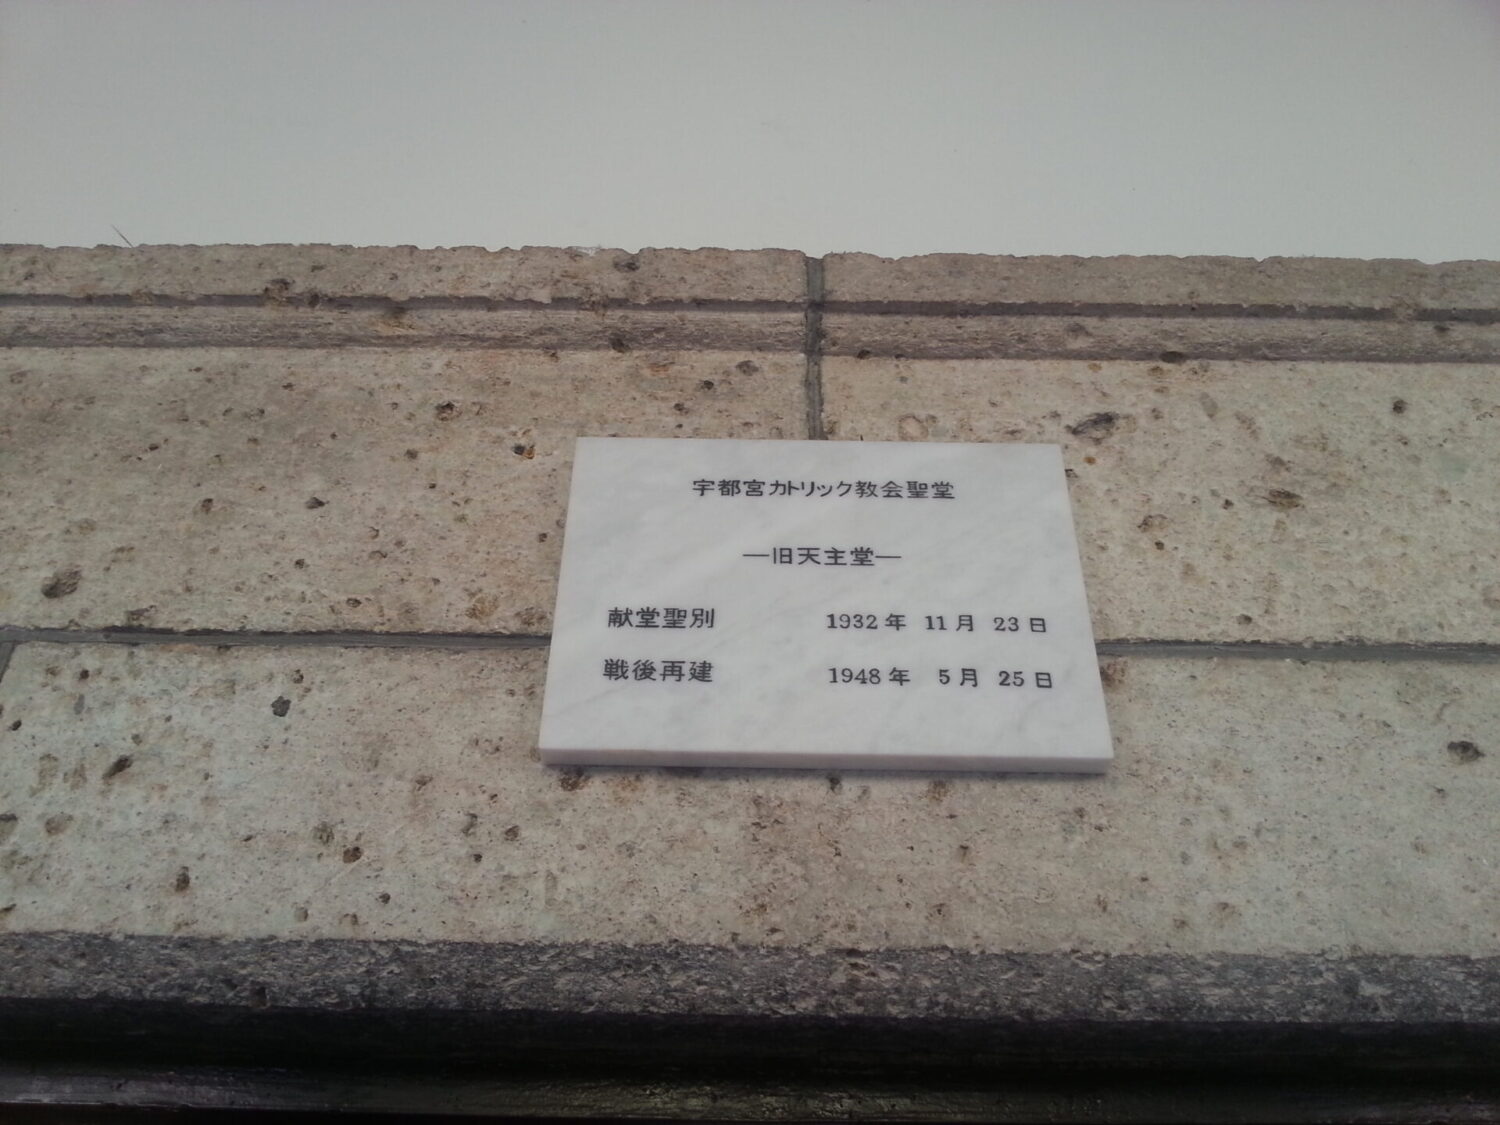 宇都宮カトリック教会聖堂
―旧天主堂―
献堂聖別 1932年 11月 23日
戦後再建 1948年 5月 25日